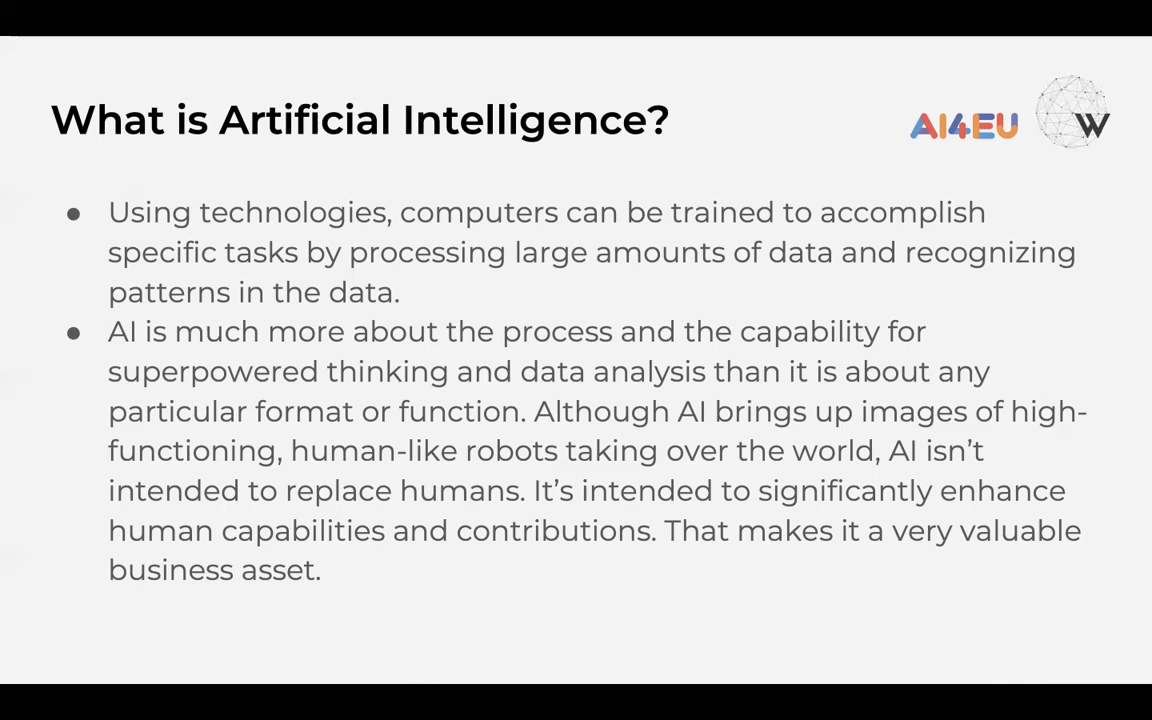 What is Artificial Intelligence?
AI4EU
W
● Using technologies, computers can be trained to accomplish
specific tasks by processing large amounts of data and recognizing
patterns in the data.
● AI is much more about the process and the capability for
superpowered thinking and data analysis than it is about any
particular format or function. Although AI brings up images of high-
functioning, human-like robots taking over the world, AI isn’t
intended to replace humans. It’s intended to significantly enhance
human capabilities and contributions. That makes it a very valuable
business asset.